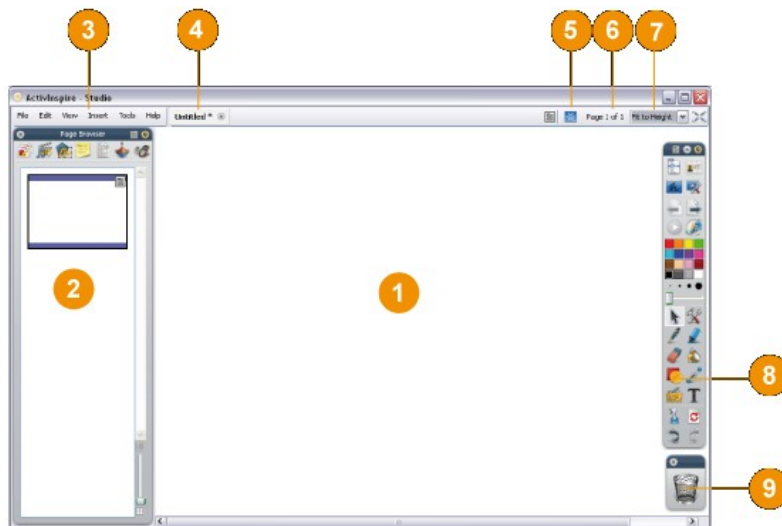 3 4 5 6 7
ActivInspire - Studio
File Edit View Insert Tools Help Untitled * Page 1 of 1 Fit to Height
Page Browser
2
1
8
T
9